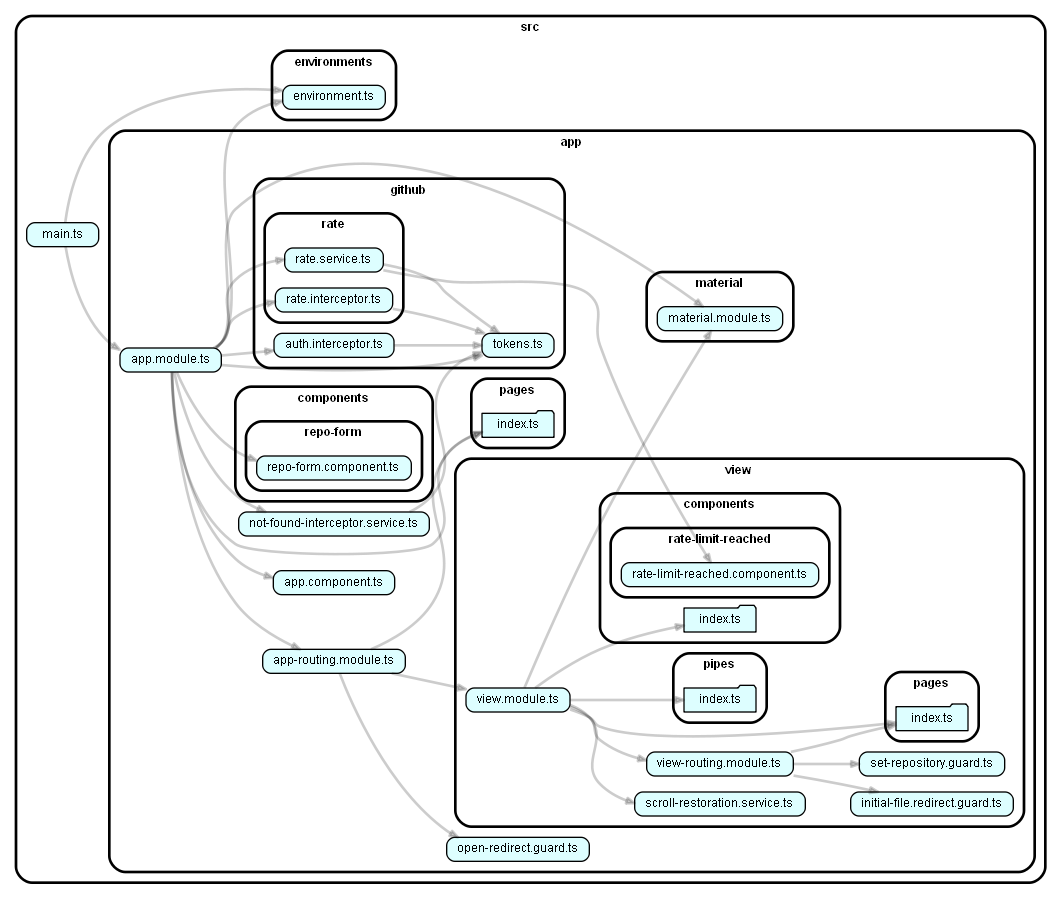 src
environments
environment.ts
app
github
rate
main.ts
rate.service.ts
material
rate.interceptor.ts
material.module.ts
auth.interceptor.ts
tokens.ts
app.module.ts
pages
components
index.ts
repo-form
repo-form.component.ts
view
components
not-found-interceptor.service.ts
rate-limit-reached
rate-limit-reached.component.ts
app.component.ts
index.ts
app-routing.module.ts
pipes
pages
view.module.ts
index.ts
index.ts
view-routing.module.ts
set-repository.guard.ts
scroll-restoration.service.ts
initial-file.redirect.guard.ts
open-redirect.guard.ts